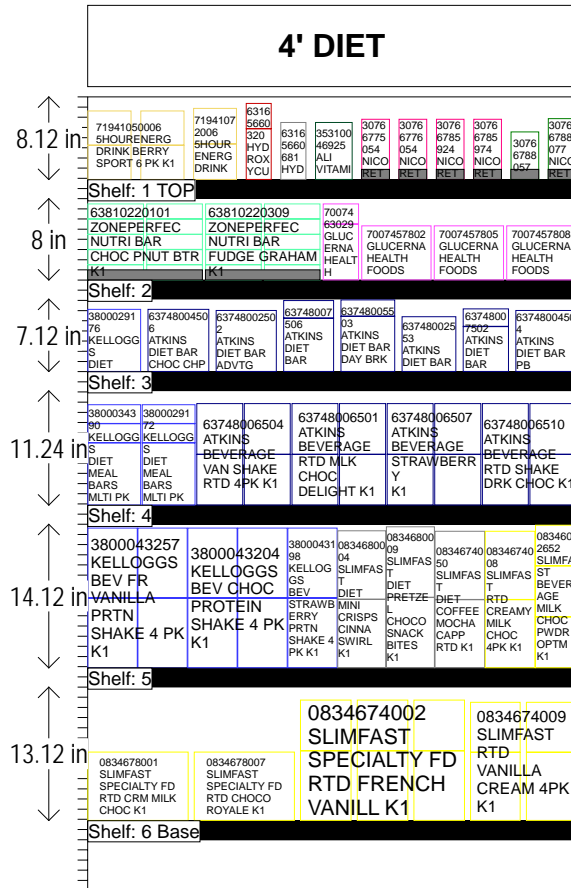 4' DIET
8.12 in
71941050006
5HOURENERG
DRINK BERRY
SPORT 6 PK K1
7194107
2006
5HOUR
ENERG
DRINK
6316
5660
320
HYD
ROX
YCU
6316
5660
681
HYD
353100
46925
ALI
VITAMI
3076
6775
054
NICO
RET
3076
6776
054
NICO
RET
3076
6785
924
NICO
RET
3076
6785
974
NICO
RET
3076
6788
057
3076
6788
077
NICO
RET
Shelf: 1 TOP
8 in
63810220101
ZONEPERFEC
NUTRI BAR
CHOC PNUT BTR
K1
63810220309
ZONEPERFEC
NUTRI BAR
FUDGE GRAHAM
K1
70074
63029
GLUC
ERNA
HEALT
H
7007457802
GLUCERNA
HEALTH
FOODS
7007457805
GLUCERNA
HEALTH
FOODS
7007457808
GLUCERNA
HEALTH
FOODS
Shelf: 2
7.12 in
38000291
76
KELLOGG
S
DIET
6374800450
6
ATKINS
DIET BAR
CHOC CHP
6374800250
2
ATKINS
DIET BAR
ADVTG
63748007
506
ATKINS
DIET
BAR
637480055
03
ATKINS
DIET BAR
DAY BRK
637480025
53
ATKINS
DIET BAR
6374800
7502
ATKINS
DIET
BAR
6374800450
4
ATKINS
DIET BAR
PB
Shelf: 3
11.24 in
38000343
90
KELLOGG
S
DIET
MEAL
BARS
MLTI PK
38000291
72
KELLOGG
S
DIET
MEAL
BARS
MLTI PK
63748006504
ATKINS
BEVERAGE
VAN SHAKE
RTD 4PK K1
63748006501
ATKINS
BEVERAGE
RTD MLK
CHOC
DELIGHT K1
63748006507
ATKINS
BEVERAGE
STRAWBERR
Y
K1
63748006510
ATKINS
BEVERAGE
RTD SHAKE
DRK CHOC K1
Shelf: 4
14.12 in
3800043257
KELLOGGS
BEV FR
VANILLA
PRTN
SHAKE 4 PK
K1
3800043204
KELLOGGS
BEV CHOC
PROTEIN
SHAKE 4 PK
K1
380000431
98
KELLOG
GS
BEV
STRAWB
ERRY
PRTN
SHAKE 4
PK K1
08346800
04
SLIMFAS
T
DIET
MINI
CRISPS
CINNA
SWIRL
K1
083468000
09
SLIMFAS
T
DIET
PRETZE
L
CHOCO
SNACK
BITES
K1
08346740
50
SLIMFAS
T
DIET
COFFEE
MOCHA
CAPP
RTD K1
08346740
08
SLIMFAS
T
RTD
CREAMY
MILK
CHOC
4PK K1
083460
2652
SLIMFA
ST
BEVER
AGE
MILK
CHOC
PWDR
OPTM
K1
Shelf: 5
13.12 in
0834678001
SLIMFAST
SPECIALTY FD
RTD CRM MILK
CHOC K1
0834678007
SLIMFAST
SPECIALTY FD
RTD CHOCO
ROYALE K1
0834674002
SLIMFAST
SPECIALTY FD
RTD FRENCH
VANILL K1
0834674009
SLIMFAST
RTD
VANILLA
CREAM 4PK
K1
Shelf: 6 Base